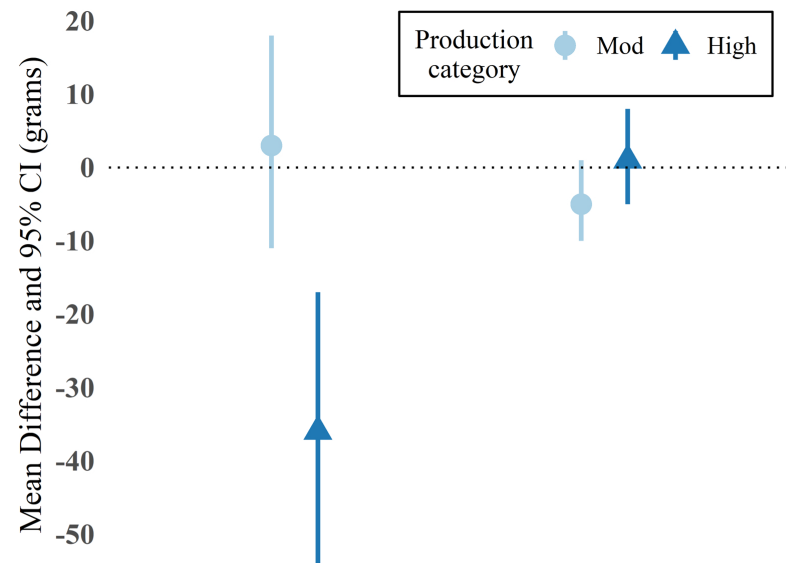 Mean Difference and 95% CI (grams)
20
10
0
-10
-20
-30
-40
-50
Production
category
Mod
High